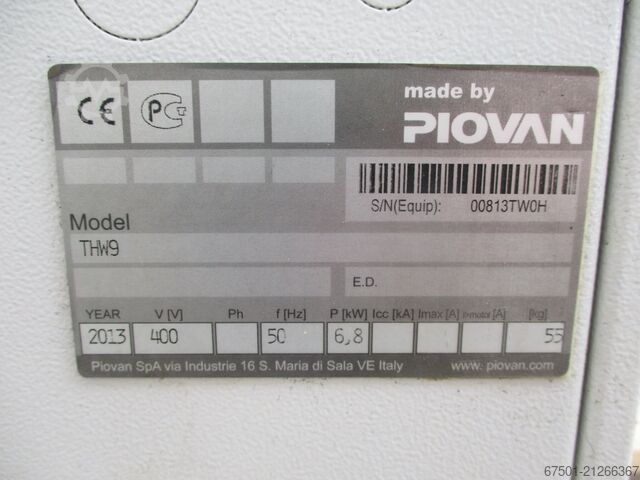 made by
CE PG
PIOVAN
S/N(Equip): 00813TW0H
Model
THW9
E.D.
YEAR V [V] Ph f [Hz] P [kW] Icc [kA] Imax [A] [A] [kg]
2013 400 50 6,8 55
Piovan SpA via Industrie 16 S. Maria di Sala VE Italy www.piovan.com
67501-21266367